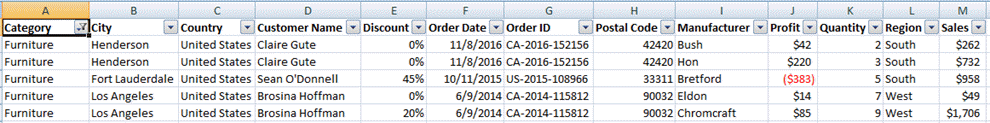 A B C D E F G H I J K L M
Category City Country Customer Name Discount Order Date Order ID Postal Code Manufacturer Profit Quantity Region Sales
Furniture Henderson United States Claire Gute 0% 11/8/2016 CA-2016-152156 42420 Bush $42 2 South $262
Furniture Henderson United States Claire Gute 0% 11/8/2016 CA-2016-152156 42420 Hon $220 3 South $732
Furniture Fort Lauderdale United States Sean O'Donnell 45% 10/11/2015 US-2015-108966 33311 Bretford ($383) 5 South $958
Furniture Los Angeles United States Brosina Hoffman 0% 6/9/2014 CA-2014-115812 90032 Eldon $14 7 West $49
Furniture Los Angeles United States Brosina Hoffman 20% 6/9/2014 CA-2014-115812 90032 Chromcraft $85 9 West $1,706